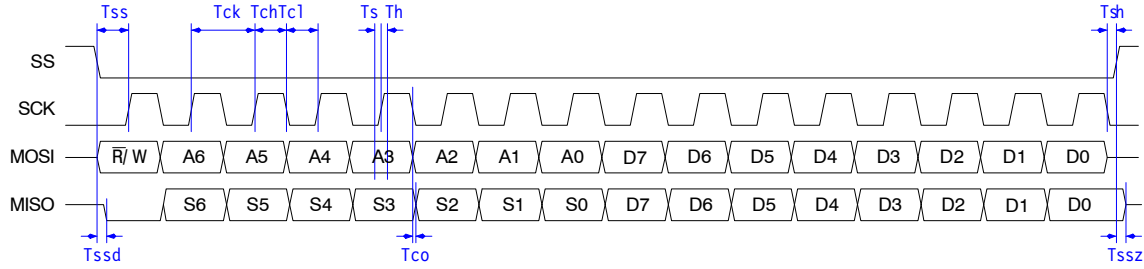 Tss Tck Tch Tcl Ts Th Tsh
SS
SCK
MOSI R̅/ W A6 A5 A4 A3 A2 A1 A0 D7 D6 D5 D4 D3 D2 D1 D0
MISO S6 S5 S4 S3 S2 S1 S0 D7 D6 D5 D4 D3 D2 D1 D0
Tssd Tco Tssz